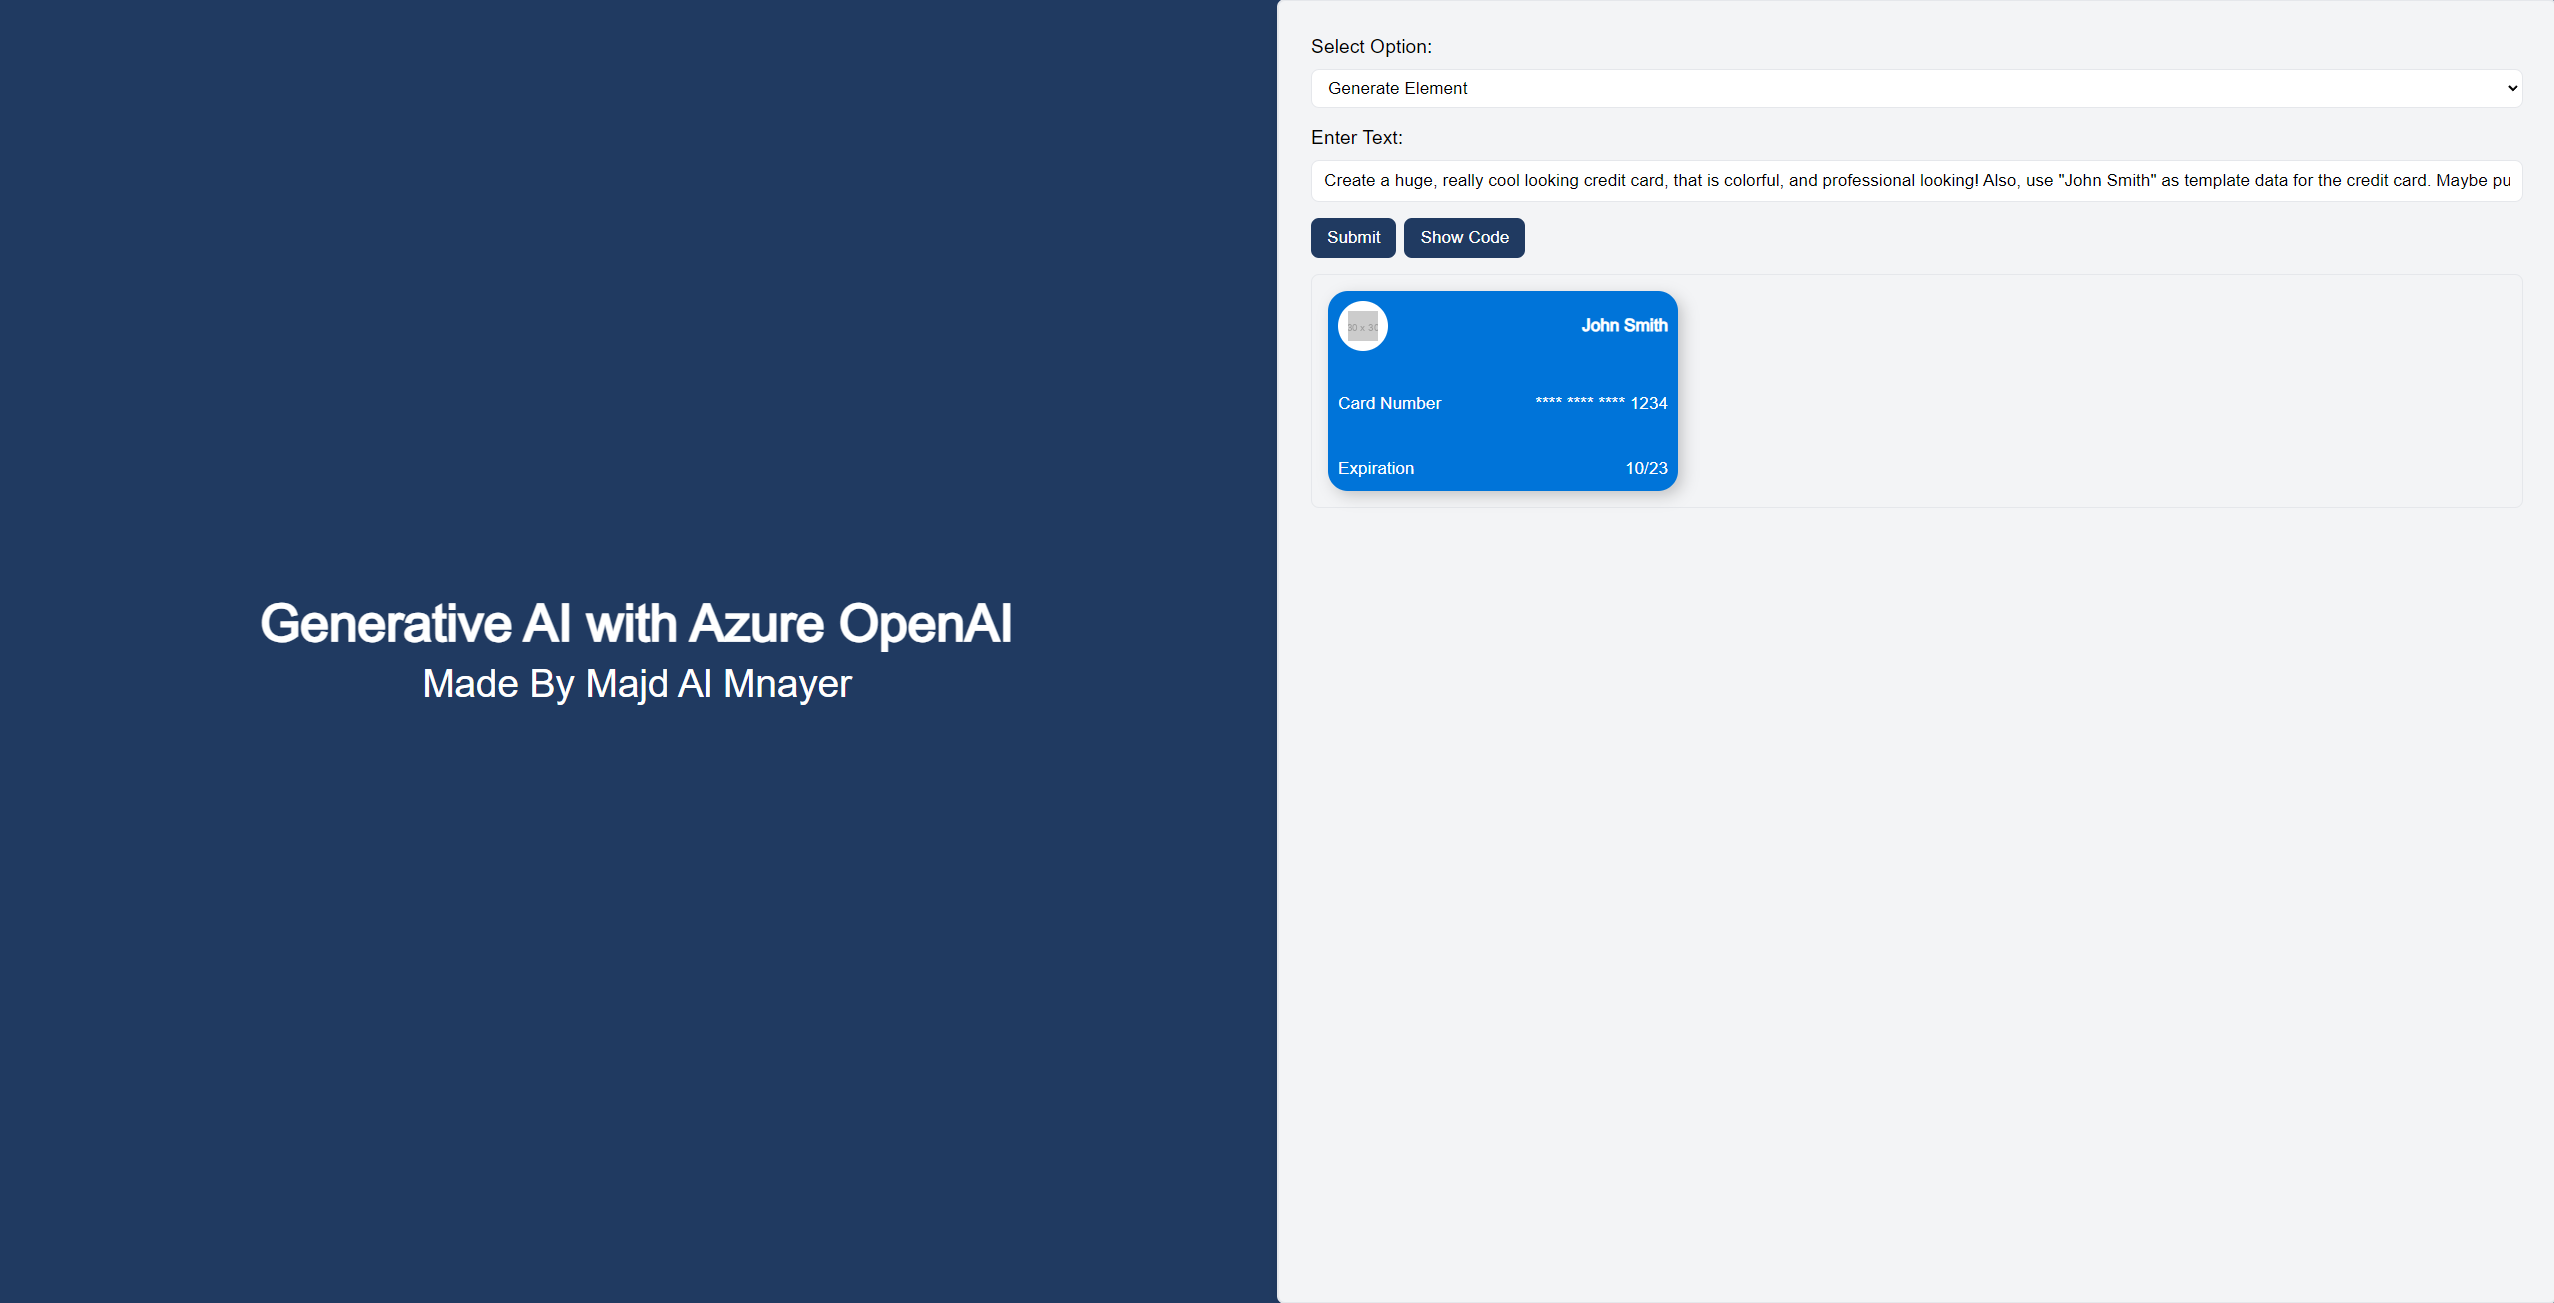 Generative AI with Azure OpenAI
Made By Majd Al Mnayer
Select Option:
Generate Element
Enter Text:
Create a huge, really cool looking credit card, that is colorful, and professional looking! Also, use "John Smith" as template data for the credit card. Maybe pu
Submit Show Code
30 x 30 John Smith
Card Number **** **** **** 1234
Expiration 10/23